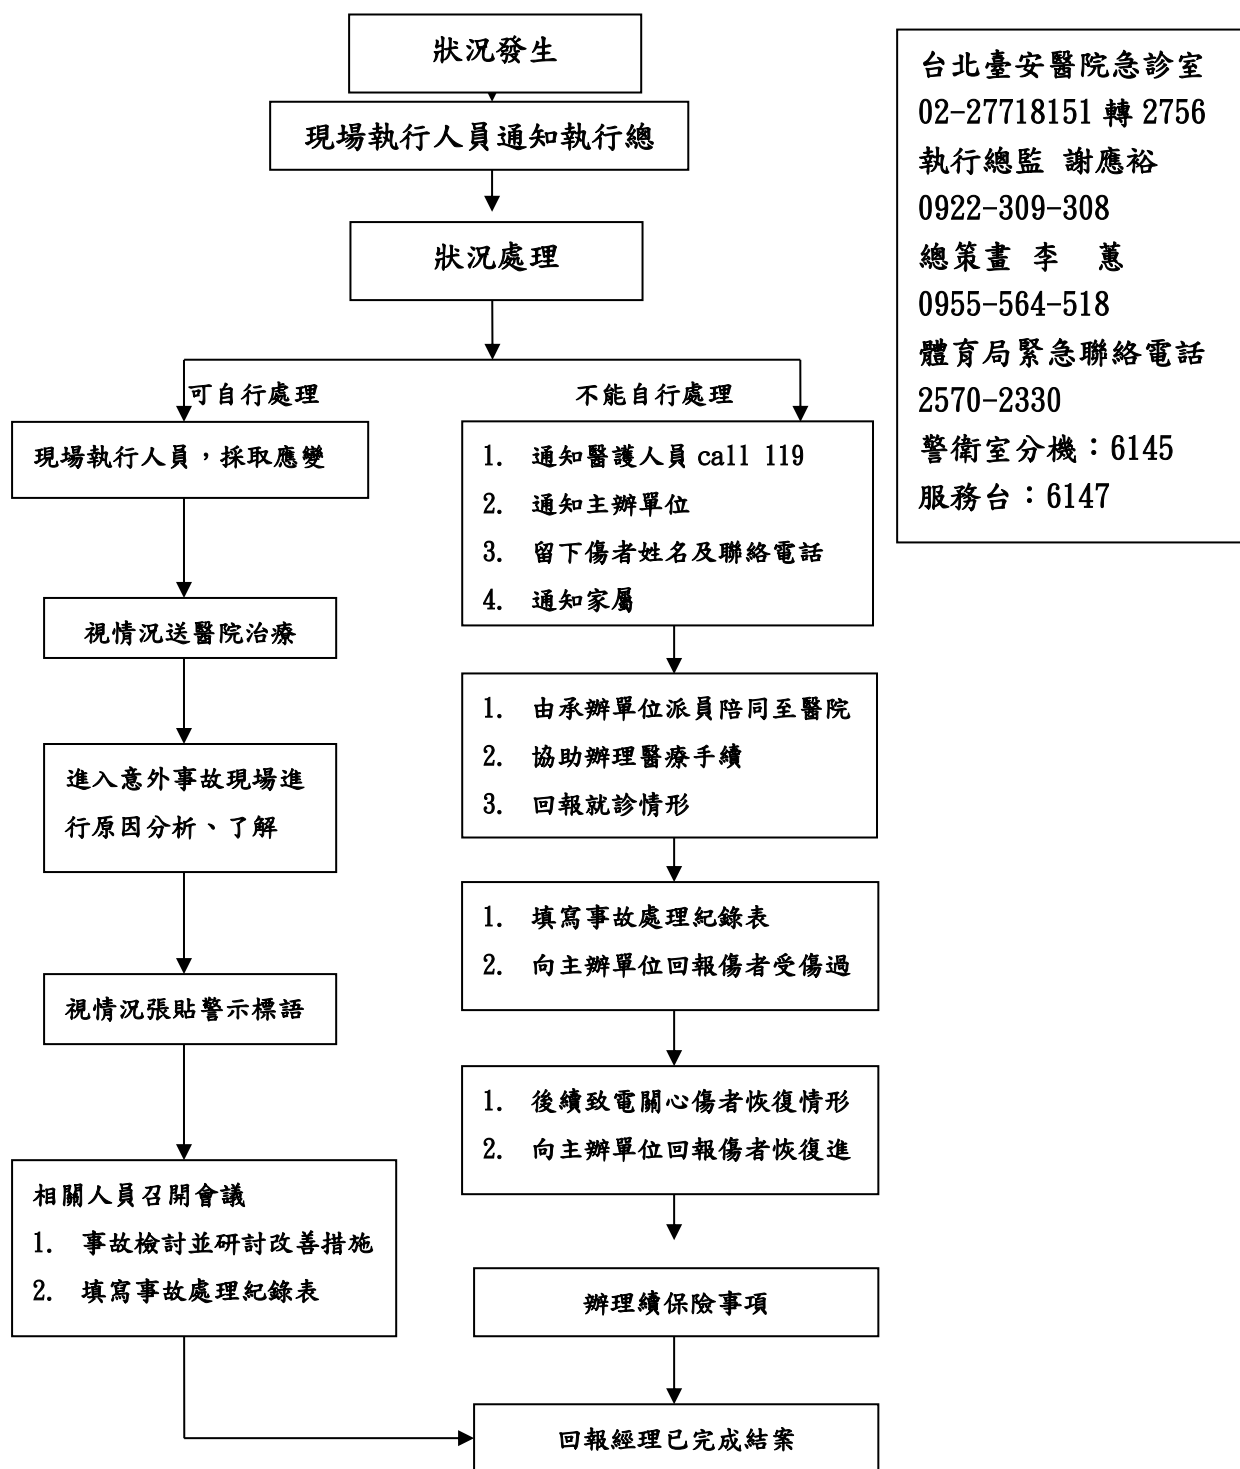 狀況發生
現場執行人員通知執行總
狀況處理
可自行處理
不能自行處理
現場執行人員，採取應變
視情況送醫院治療
進入意外事故現場進
行原因分析、了解
視情況張貼警示標語
相關人員召開會議
1. 事故檢討並研討改善措施
2. 填寫事故處理紀錄表
1. 通知醫護人員 call 119
2. 通知主辦單位
3. 留下傷者姓名及聯絡電話
4. 通知家屬
1. 由承辦單位派員陪同至醫院
2. 協助辦理醫療手續
3. 回報就診情形
1. 填寫事故處理紀錄表
2. 向主辦單位回報傷者受傷過
1. 後續致電關心傷者恢復情形
2. 向主辦單位回報傷者恢復進
辦理續保險事項
回報經理已完成結案
台北臺安醫院急診室
02-27718151 轉 2756
執行總監 謝應裕
0922-309-308
總策畫 李 蕙
0955-564-518
體育局緊急聯絡電話
2570-2330
警衛室分機：6145
服務台：6147